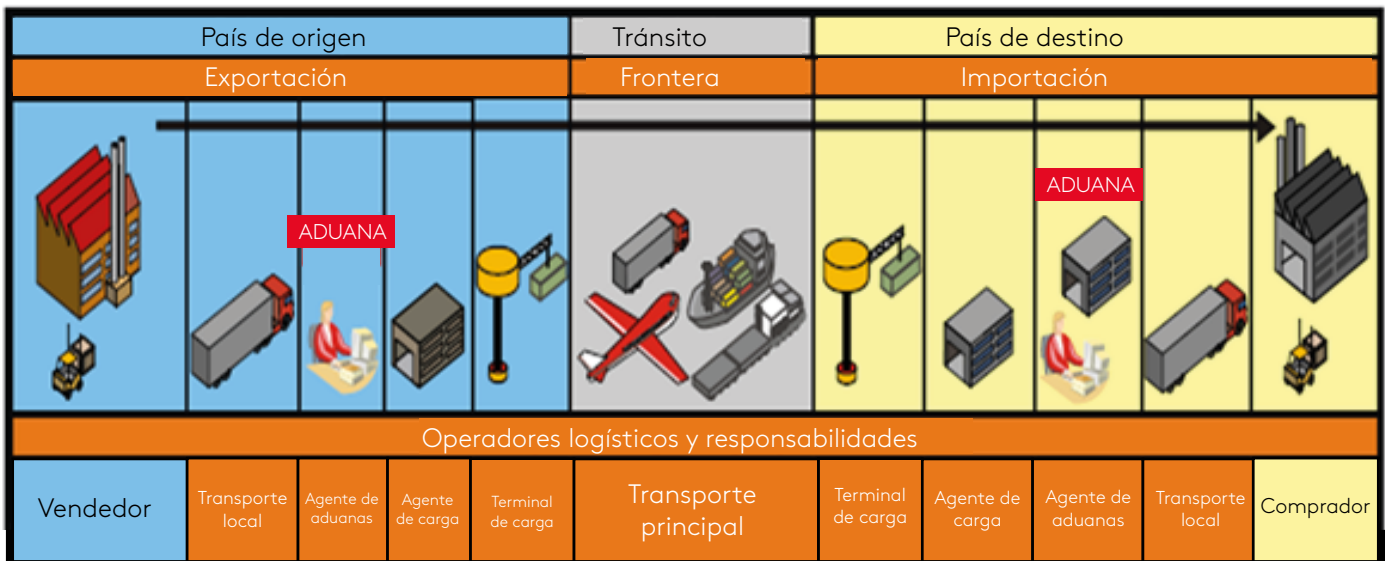 País de origen
Tránsito
País de destino
Exportación
Frontera
Importación
ADUANA
ADUANA
Operadores logísticos y responsabilidades
Vendedor
Transporte
local
Agente de
aduanas
Agente
de carga
Terminal
de carga
Transporte
principal
Terminal
de carga
Agente de
carga
Agente de
aduanas
Transporte
local
Comprador